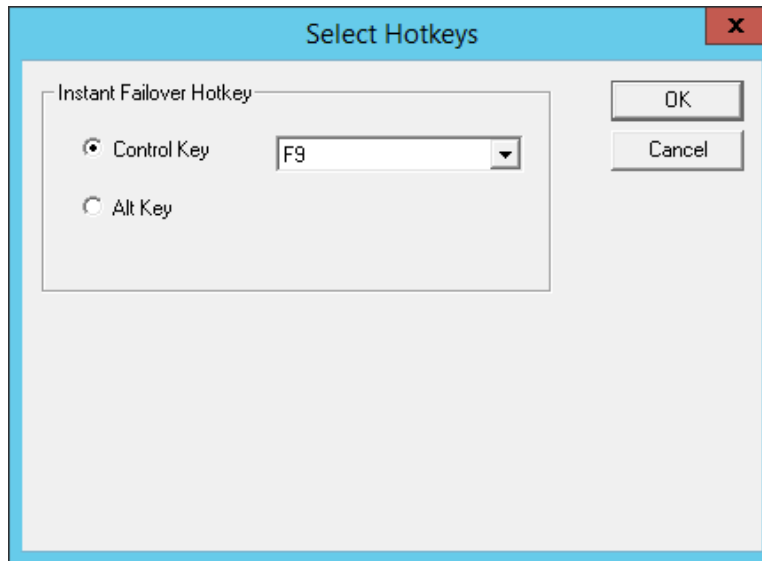 Select Hotkeys
x
Instant Failover Hotkey
OK
Control Key
F9
Cancel
Alt Key